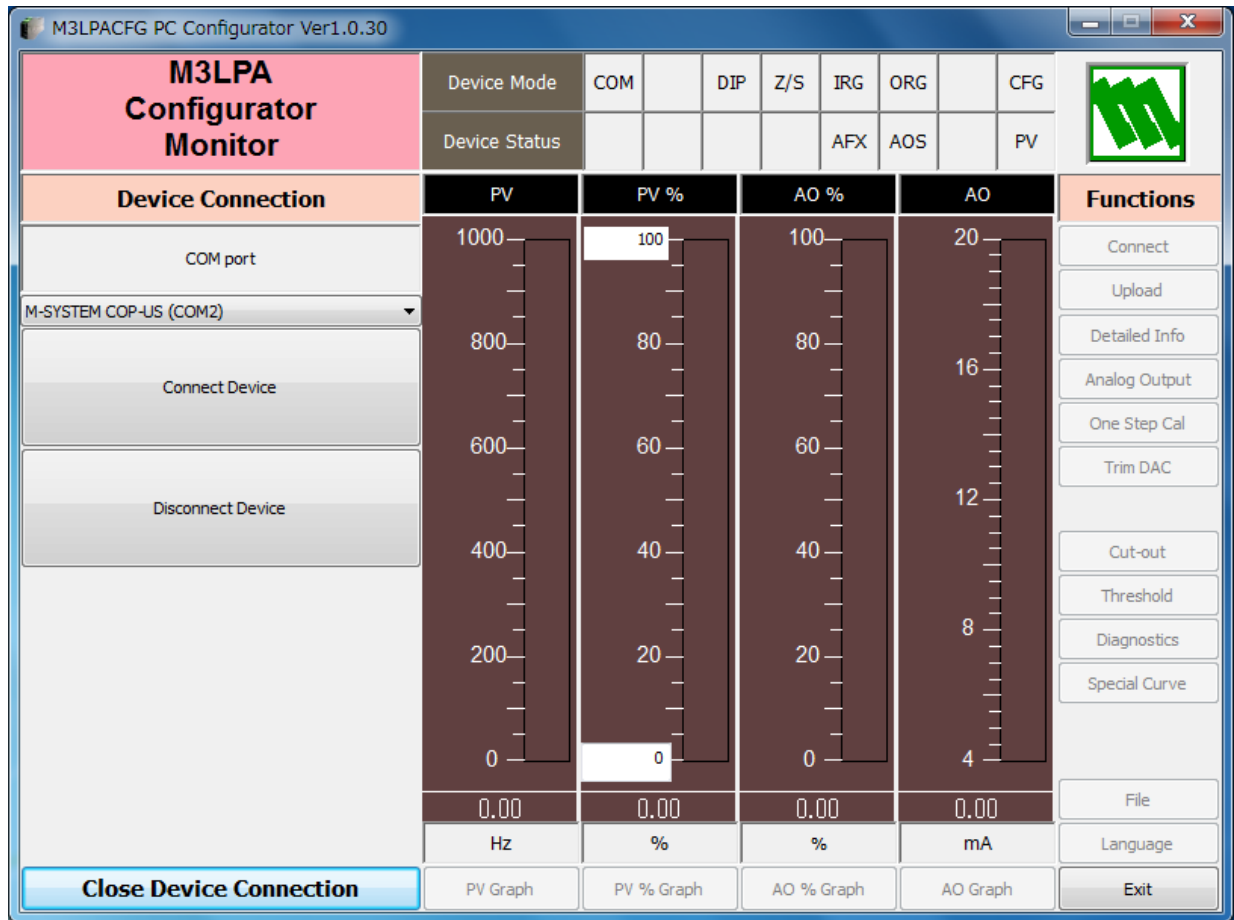 M3LPACFG PC Configurator Ver1.0.30
M3LPA
Configurator
Monitor
Device Mode COM DIP Z/S IRG ORG CFG
Device Status AFX AOS PV
Device Connection
COM port
M-SYSTEM COP-US (COM2)
Connect Device
Disconnect Device
Close Device Connection
PV
1000
800
600
400
200
0
0.00
Hz
PV Graph
PV %
100
80
60
40
20
0
0.00
%
PV % Graph
AO %
100
80
60
40
20
0
0.00
%
AO % Graph
AO
20
16
12
8
4
0.00
mA
AO Graph
Functions
Connect
Upload
Detailed Info
Analog Output
One Step Cal
Trim DAC
Cut-out
Threshold
Diagnostics
Special Curve
File
Language
Exit